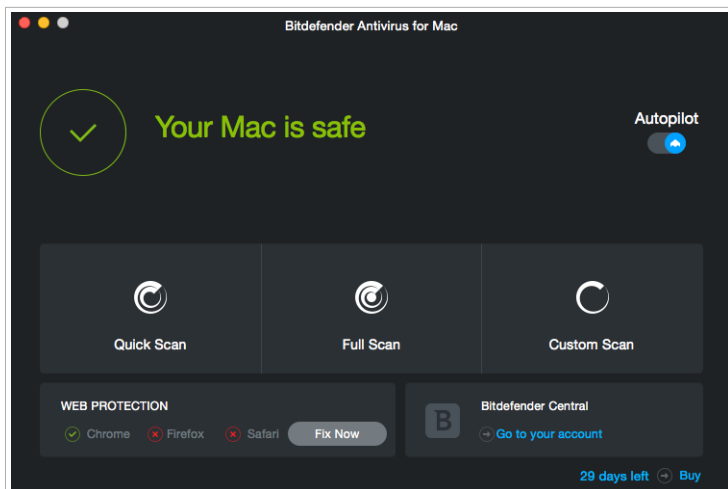 Bitdefender Antivirus for Mac
Your Mac is safe
Autopilot
Quick Scan
Full Scan
Custom Scan
WEB PROTECTION
Chrome
Firefox
Safari
Fix Now
B
Bitdefender Central
Go to your account
29 days left
Buy